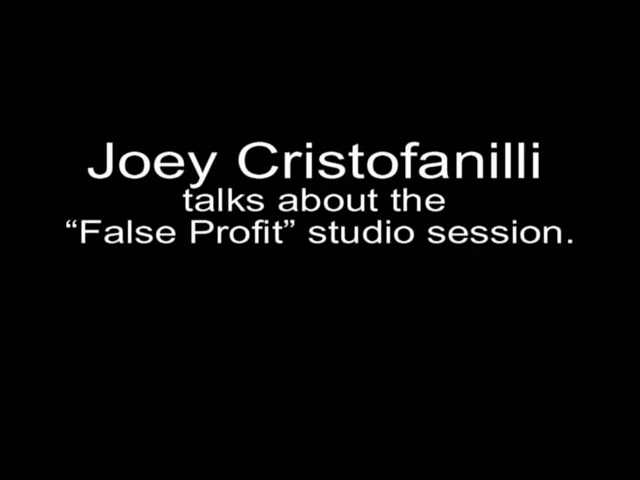 Joey Cristofanilli
talks about the
“False Profit” studio session.